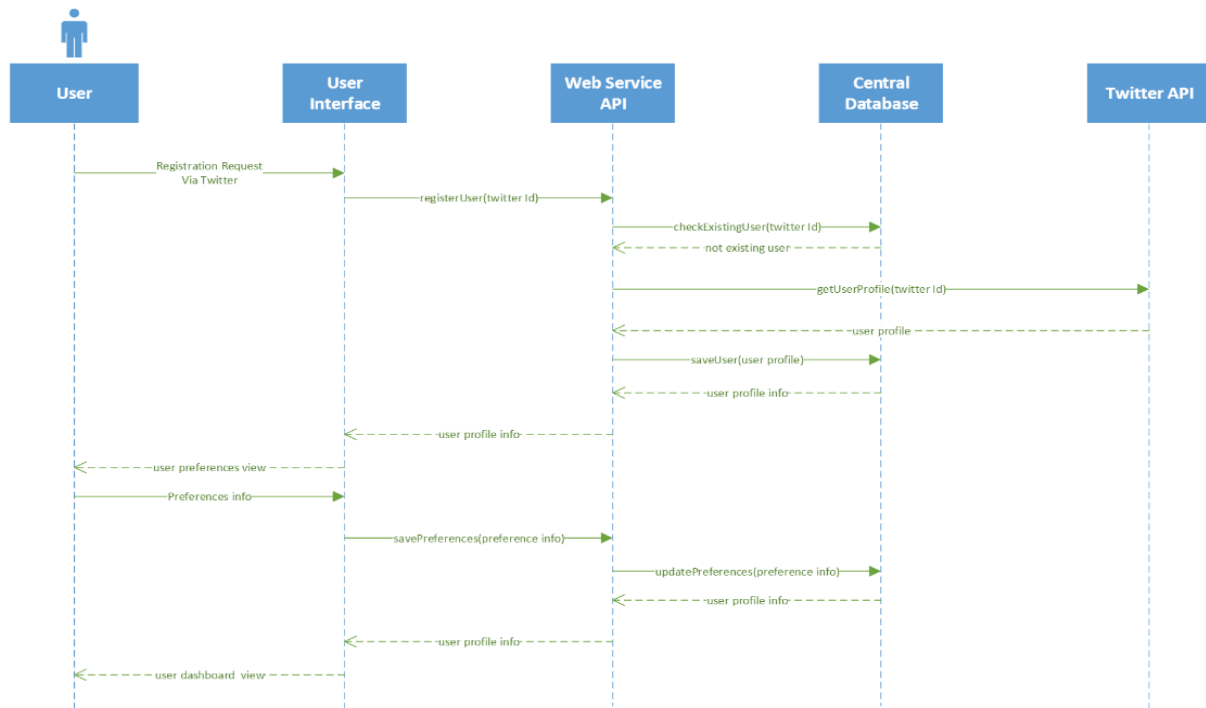 User
User
Interface
Web Service
API
Central
Database
Twitter API
Registration Request
Via Twitter
registerUser(twitter Id)
checkExistingUser(twitter Id)
not existing user
getUserProfile(twitter Id)
user profile
saveUser(user profile)
user profile info
user profile info
user preferences view
Preferences info
savePreferences(preference info)
updatePreferences(preference info)
user profile info
user profile info
user dashboard view